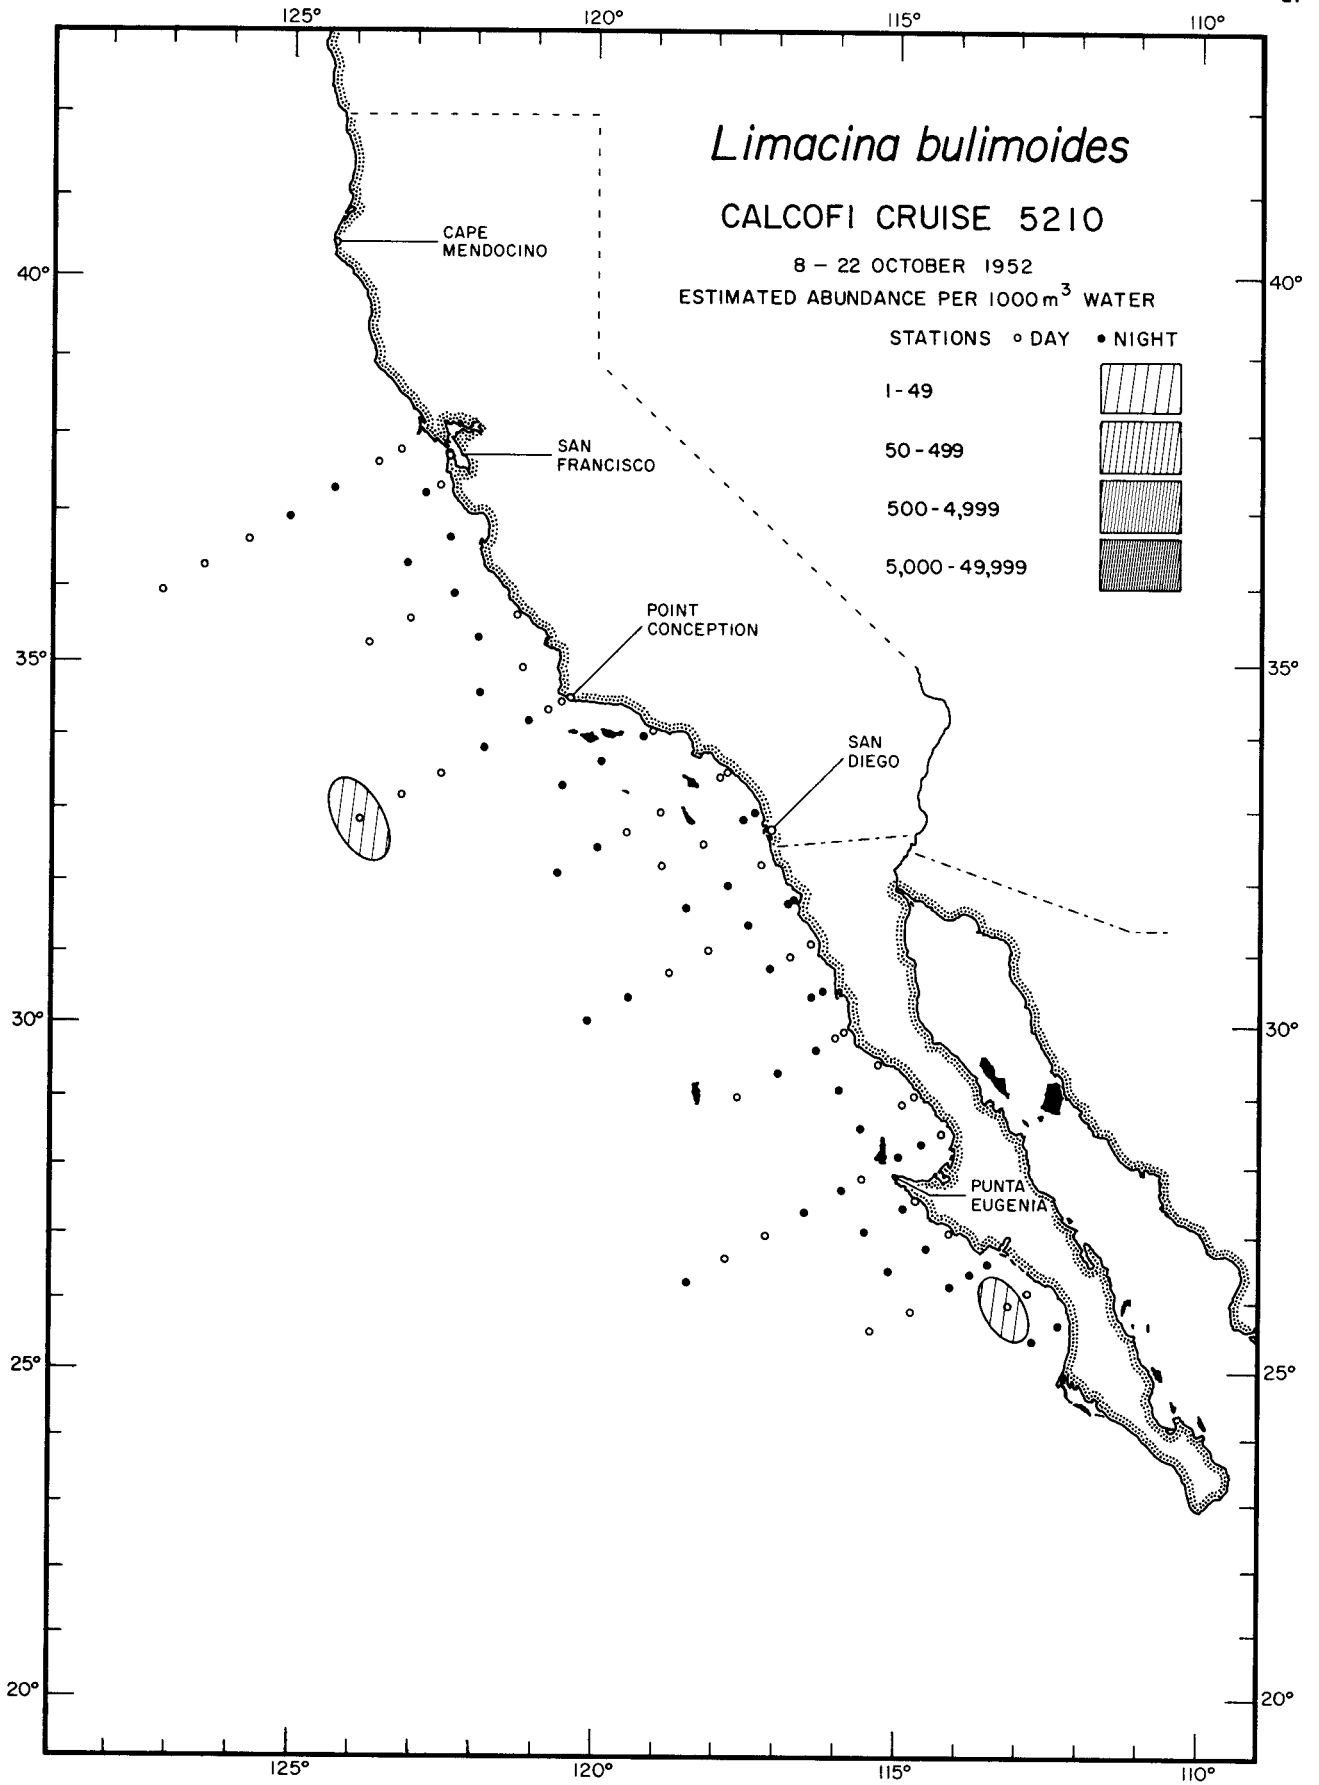 125° 120° 115° 110°
Limacina bulimoides
CALCOFI CRUISE 5210
8 – 22 OCTOBER 1952
ESTIMATED ABUNDANCE PER 1000 m³ WATER
STATIONS ○ DAY ● NIGHT
1-49
50-499
500-4,999
5,000-49,999
CAPE
MENDOCINO
40° 40°
SAN
FRANCISCO
POINT
CONCEPTION
35° 35°
SAN
DIEGO
30° 30°
PUNTA
EUGENIA
25° 25°
20° 20°
125° 120° 115° 110°